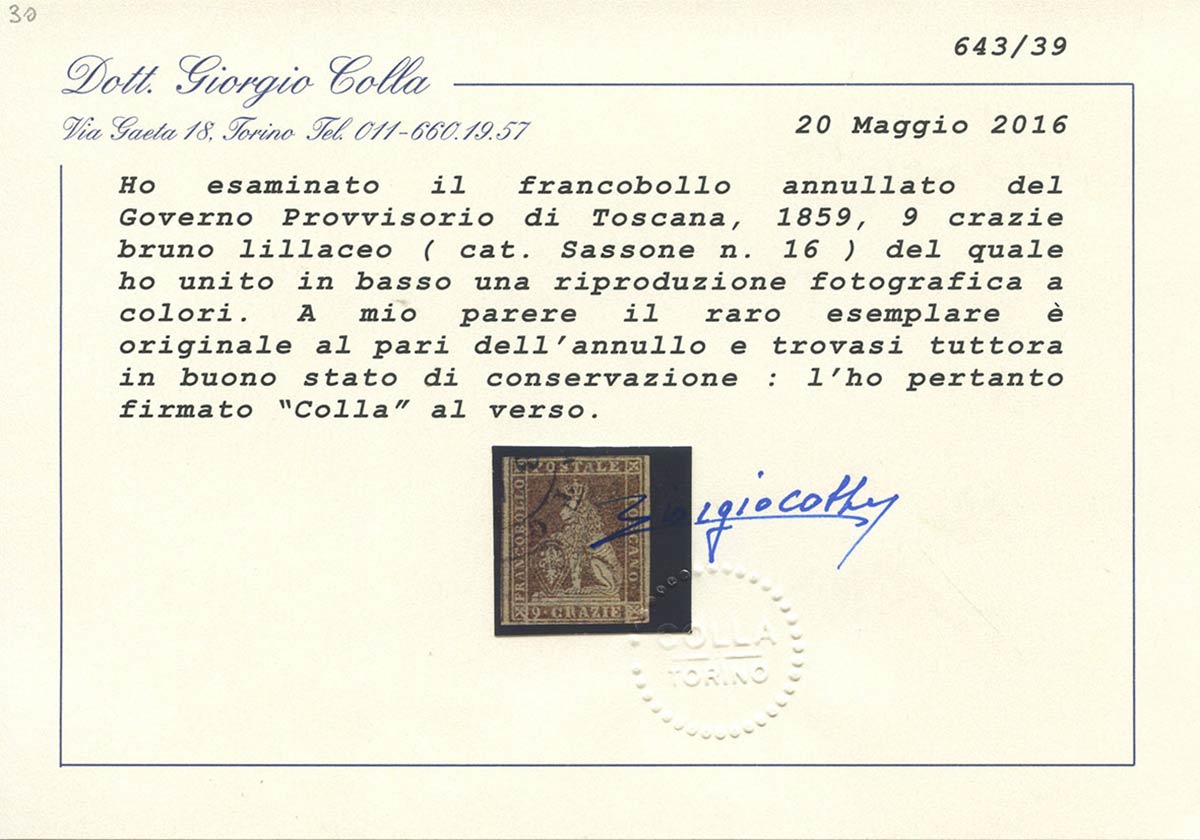 30
643/39
Dott. Giorgio Colla
Via Gaeta 18, Torino Tel. 011-660.19.57
20 Maggio 2016
Ho esaminato il francobollo annullato del
Governo Provvisorio di Toscana, 1859, 9 crazie
bruno lillaceo ( cat. Sassone n. 16 ) del quale
ho unito in basso una riproduzione fotografica a
colori. A mio parere il raro esemplare è
originale al pari dell'annullo e trovasi tuttora
in buono stato di conservazione : l'ho pertanto
firmato “Colla” al verso.
FRANCOBOLLO
POSTALE
TOSCANO
9 · CRAZIE
giorgiocolla
COLLA
TORINO